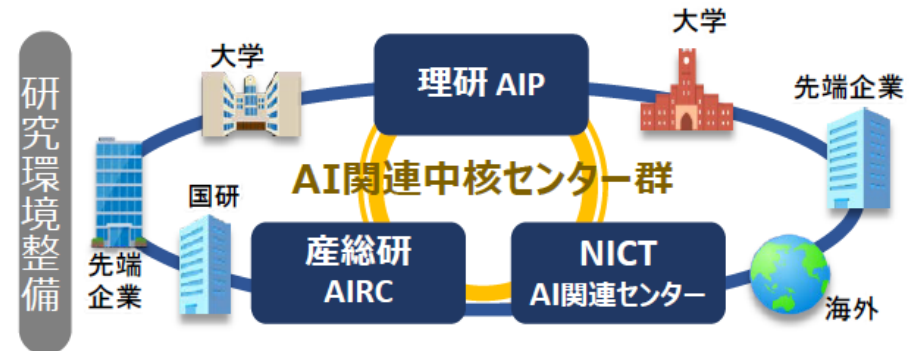 研究環境整備
大学
大学
理研 AIP
先端企業
AI関連中核センター群
国研
産総研
AIRC
NICT
AI関連センター
先端
企業
海外